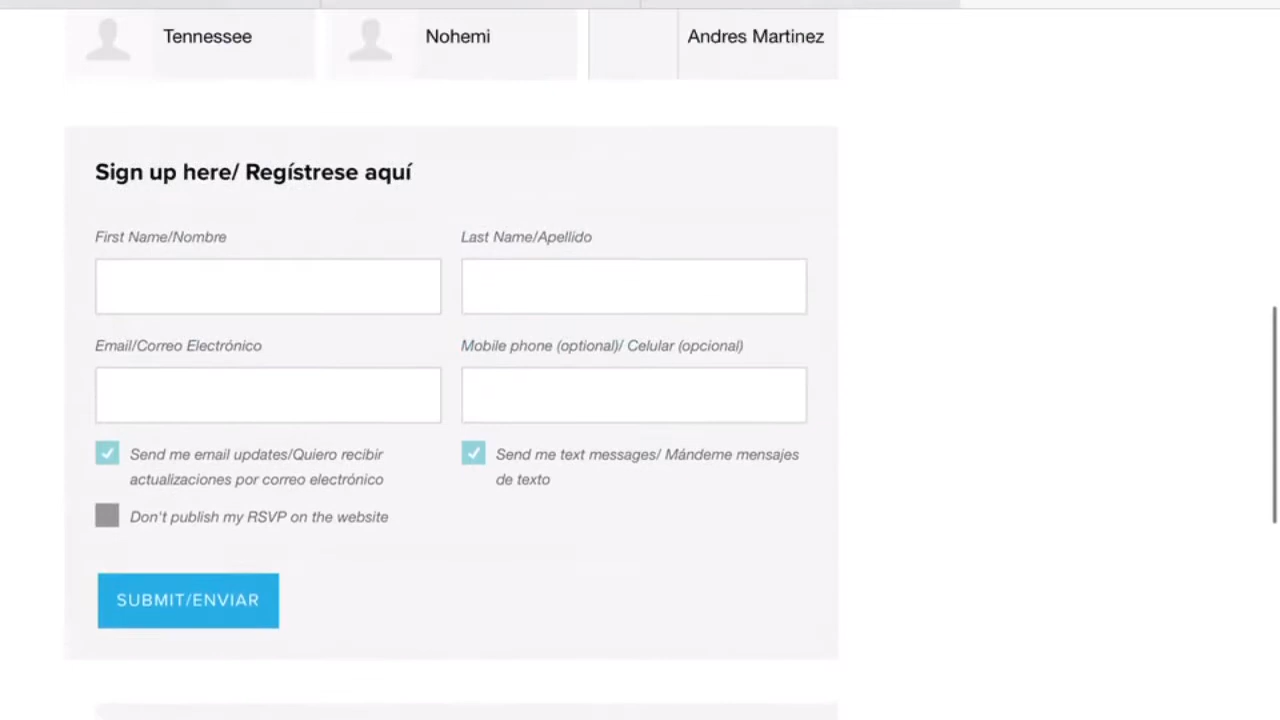 Tennessee Nohemi Andres Martinez
Sign up here/ Regístrese aquí
First Name/Nombre Last Name/Apellido
Email/Correo Electrónico Mobile phone (optional)/ Celular (opcional)
Send me email updates/Quiero recibir
actualizaciones por correo electrónico
Send me text messages/ Mándeme mensajes
de texto
Don't publish my RSVP on the website
SUBMIT/ENVIAR